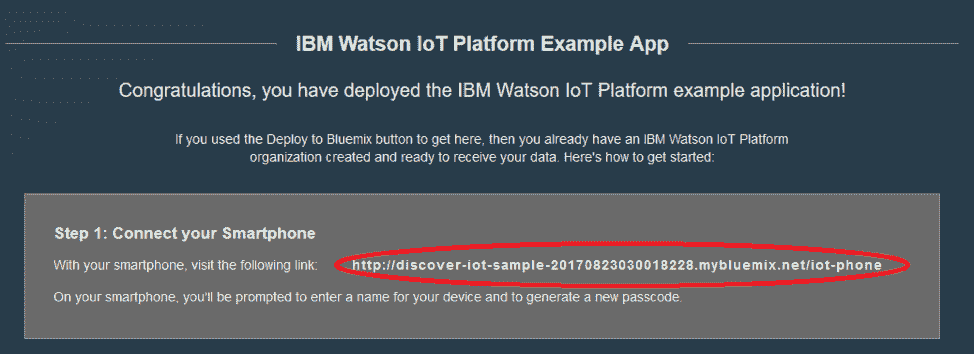 IBM Watson IoT Platform Example App
Congratulations, you have deployed the IBM Watson IoT Platform example application!
If you used the Deploy to Bluemix button to get here, then you already have an IBM Watson IoT Platform
organization created and ready to receive your data. Here's how to get started:
Step 1: Connect your Smartphone
With your smartphone, visit the following link: http://discover-iot-sample-20170823030018228.mybluemix.net/iot-phone
On your smartphone, you'll be prompted to enter a name for your device and to generate a new passcode.